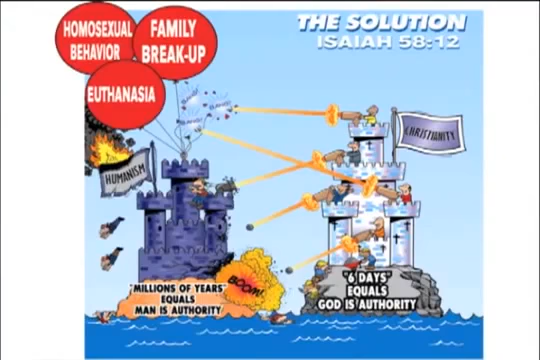 THE SOLUTION
ISAIAH 58:12
HOMOSEXUAL
BEHAVIOR
FAMILY
BREAK-UP
EUTHANASIA
HUMANISM
CHRISTIANITY
BOOM!
"MILLIONS OF YEARS"
EQUALS
MAN IS AUTHORITY
"6 DAYS"
EQUALS
GOD IS AUTHORITY